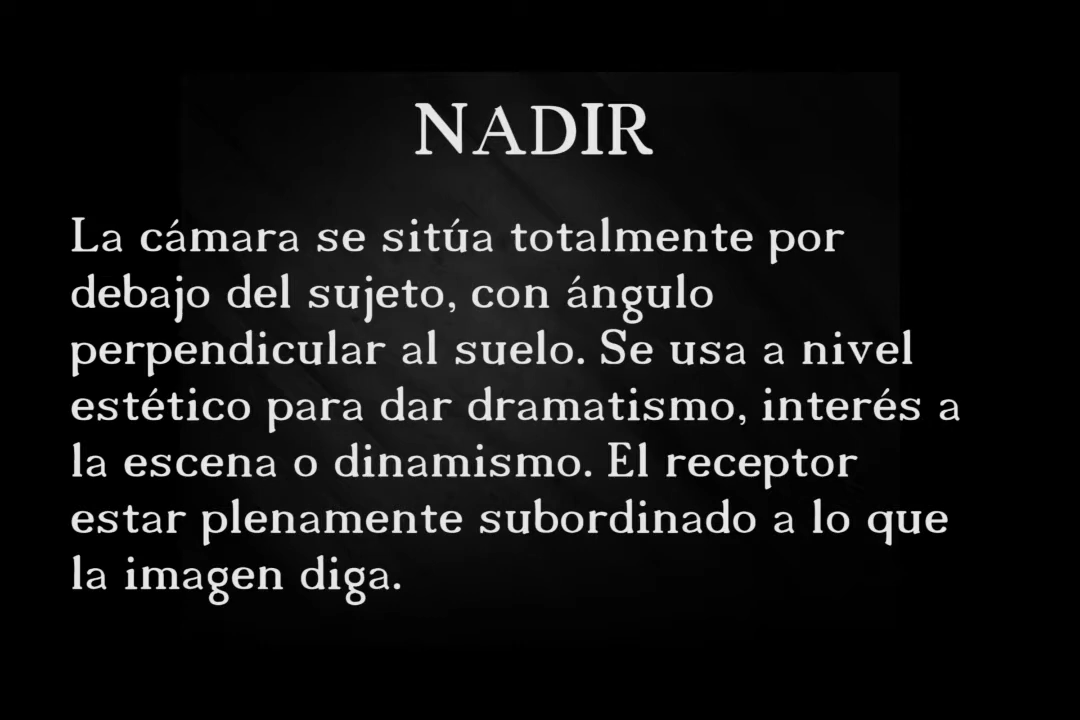 NADIR
La cámara se sitúa totalmente por
debajo del sujeto, con ángulo
perpendicular al suelo. Se usa a nivel
estético para dar dramatismo, interés a
la escena o dinamismo. El receptor
estar plenamente subordinado a lo que
la imagen diga.